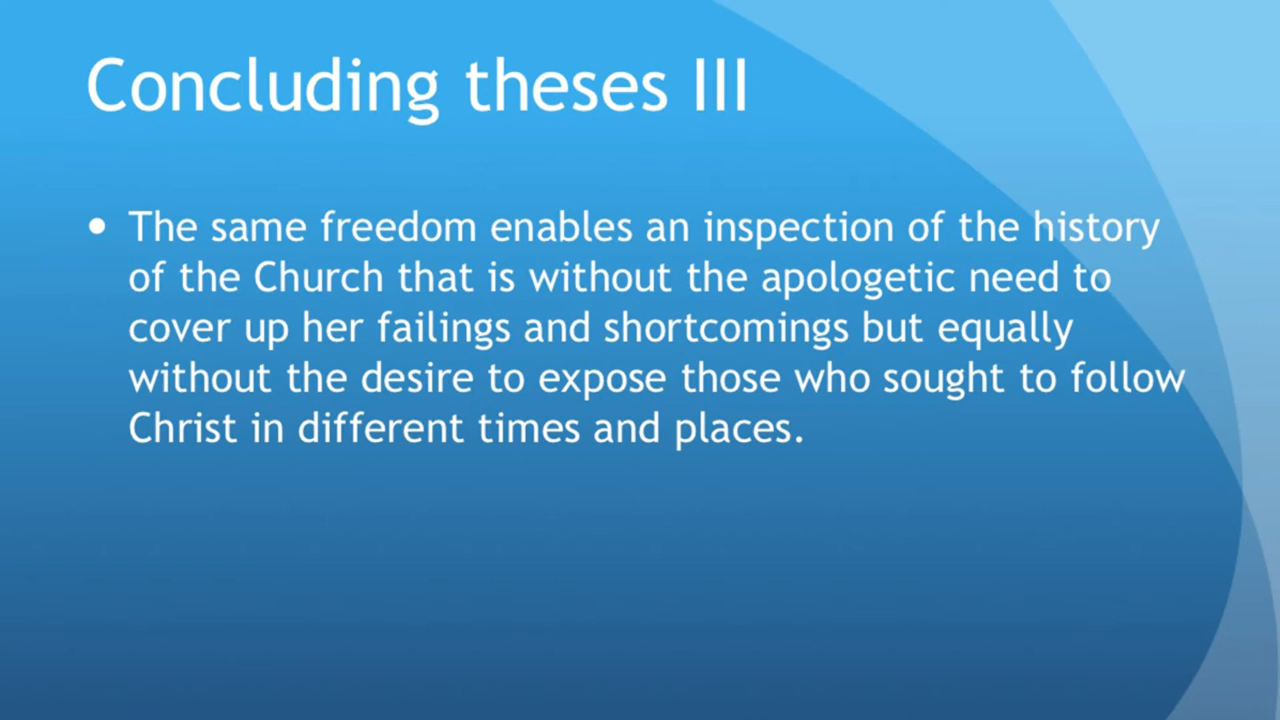 Concluding theses III
• The same freedom enables an inspection of the history
of the Church that is without the apologetic need to
cover up her failings and shortcomings but equally
without the desire to expose those who sought to follow
Christ in different times and places.